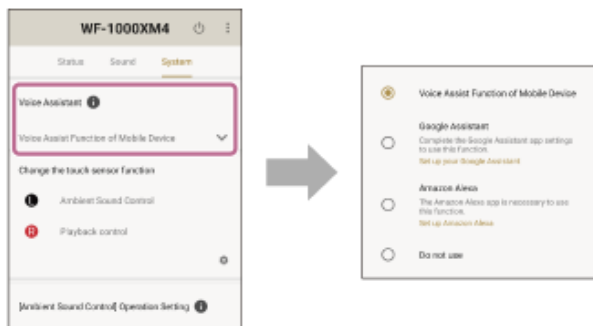 WF-1000XM4
Status Sound System
Voice Assistant
Voice Assist Function of Mobile Device
Change the touch sensor function
L Ambient Sound Control
R Playback control
[Ambient Sound Control] Operation Setting
Voice Assist Function of Mobile Device
Google Assistant
Complete the Google Assistant app settings
to use this function.
Set up your Google Assistant
Amazon Alexa
The Amazon Alexa app is necessary to use
this function.
Set up Amazon Alexa
Do not use